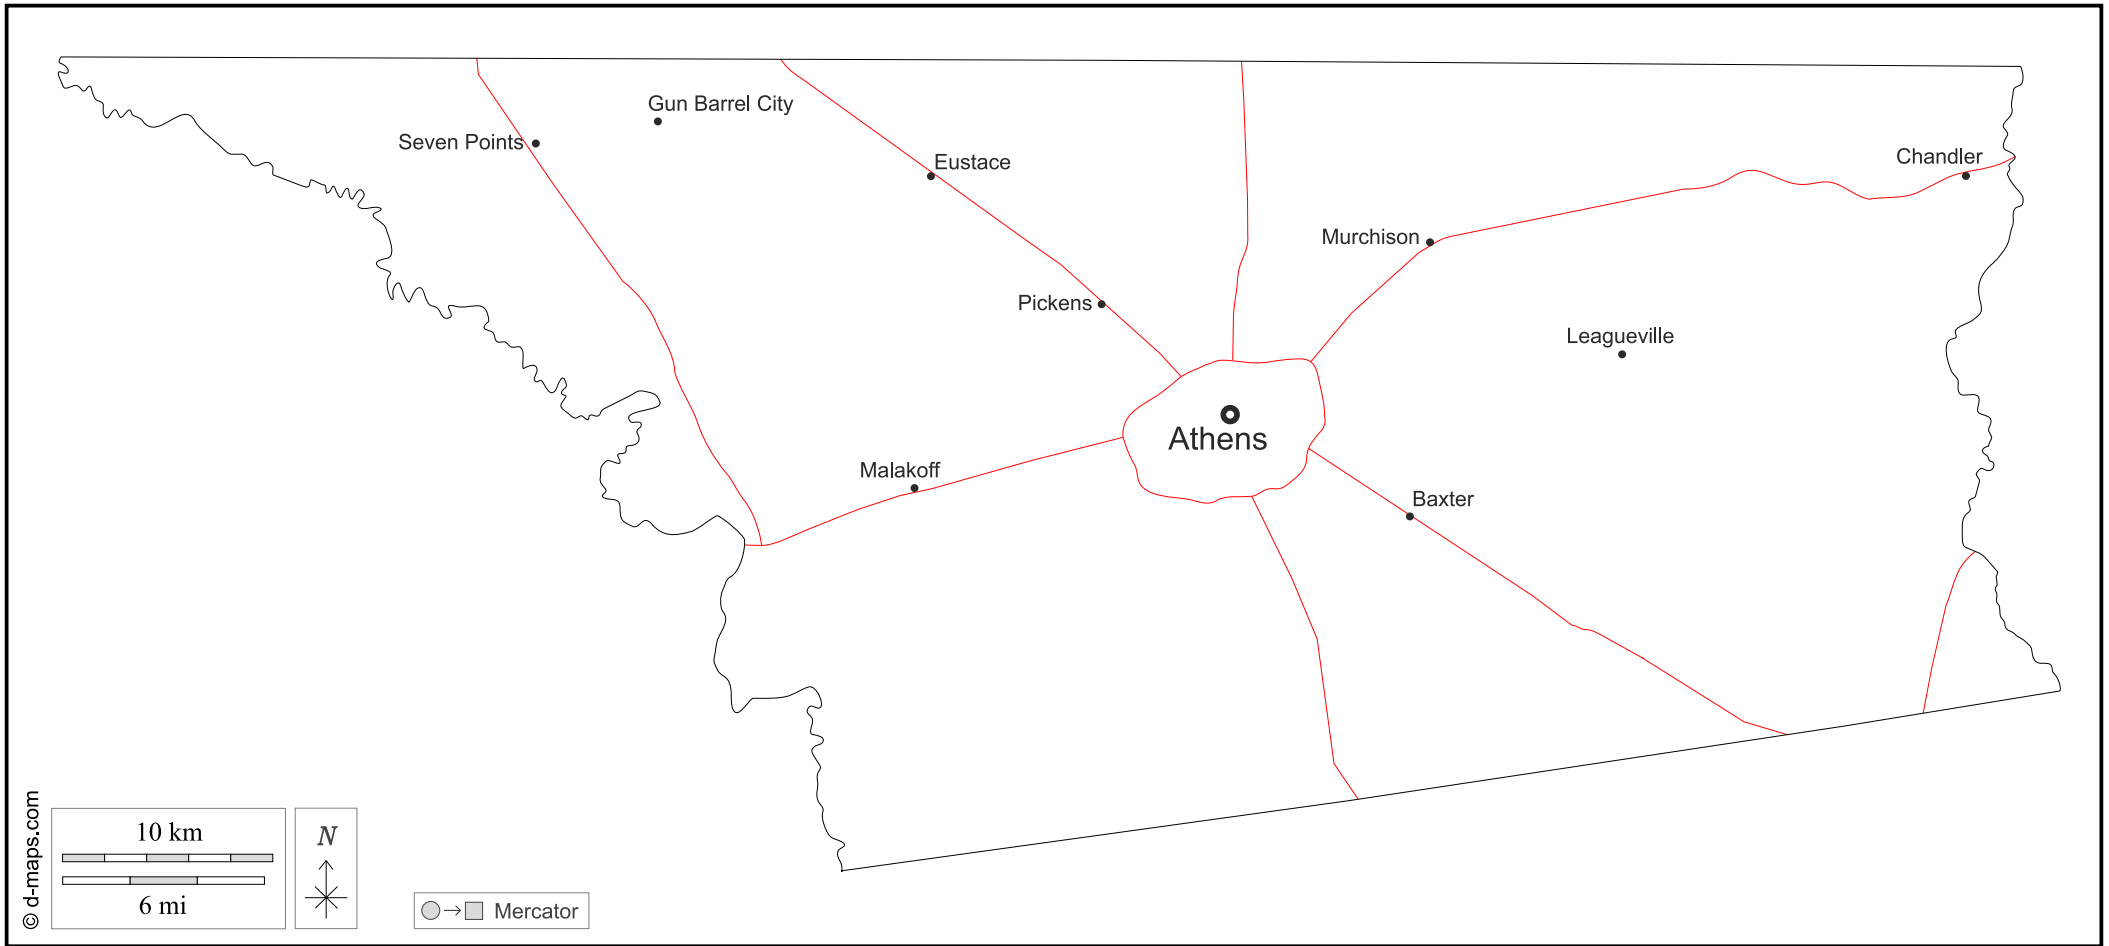 Gun Barrel City
Seven Points
Eustace
Chandler
Murchison
Pickens
Leagueville
Athens
Malakoff
Baxter
© d-maps.com
10 km
6 mi
N
Mercator